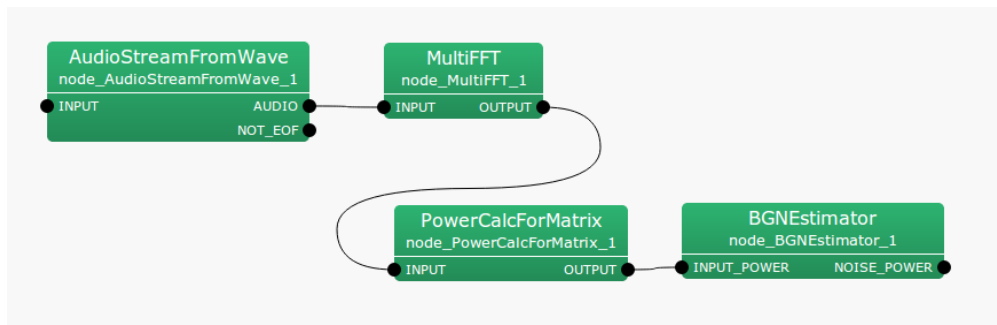 AudioStreamFromWave
node_AudioStreamFromWave_1
INPUT AUDIO
NOT_EOF
MultiFFT
node_MultiFFT_1
INPUT OUTPUT
PowerCalcForMatrix
node_PowerCalcForMatrix_1
INPUT OUTPUT
BGNEstimator
node_BGNEstimator_1
INPUT_POWER NOISE_POWER